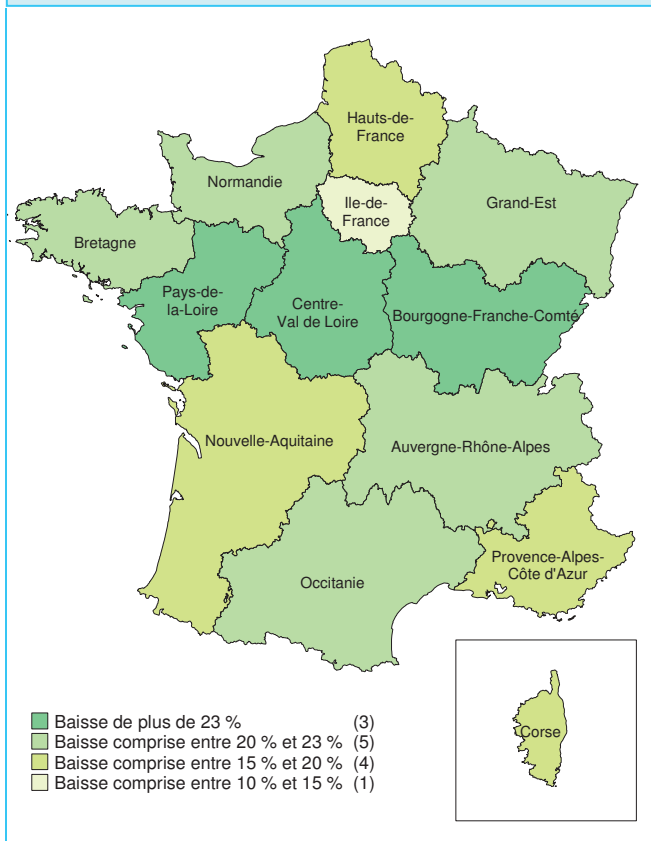 Hauts-de-
France
Normandie
Ile-de-
France
Grand-Est
Bretagne
Pays-de-
la-Loire
Centre-
Val de Loire
Bourgogne-Franche-Comté
Nouvelle-Aquitaine
Auvergne-Rhône-Alpes
Provence-Alpes-
Côte d'Azur
Occitanie
Corse
Baisse de plus de 23 % (3)
Baisse comprise entre 20 % et 23 % (5)
Baisse comprise entre 15 % et 20 % (4)
Baisse comprise entre 10 % et 15 % (1)